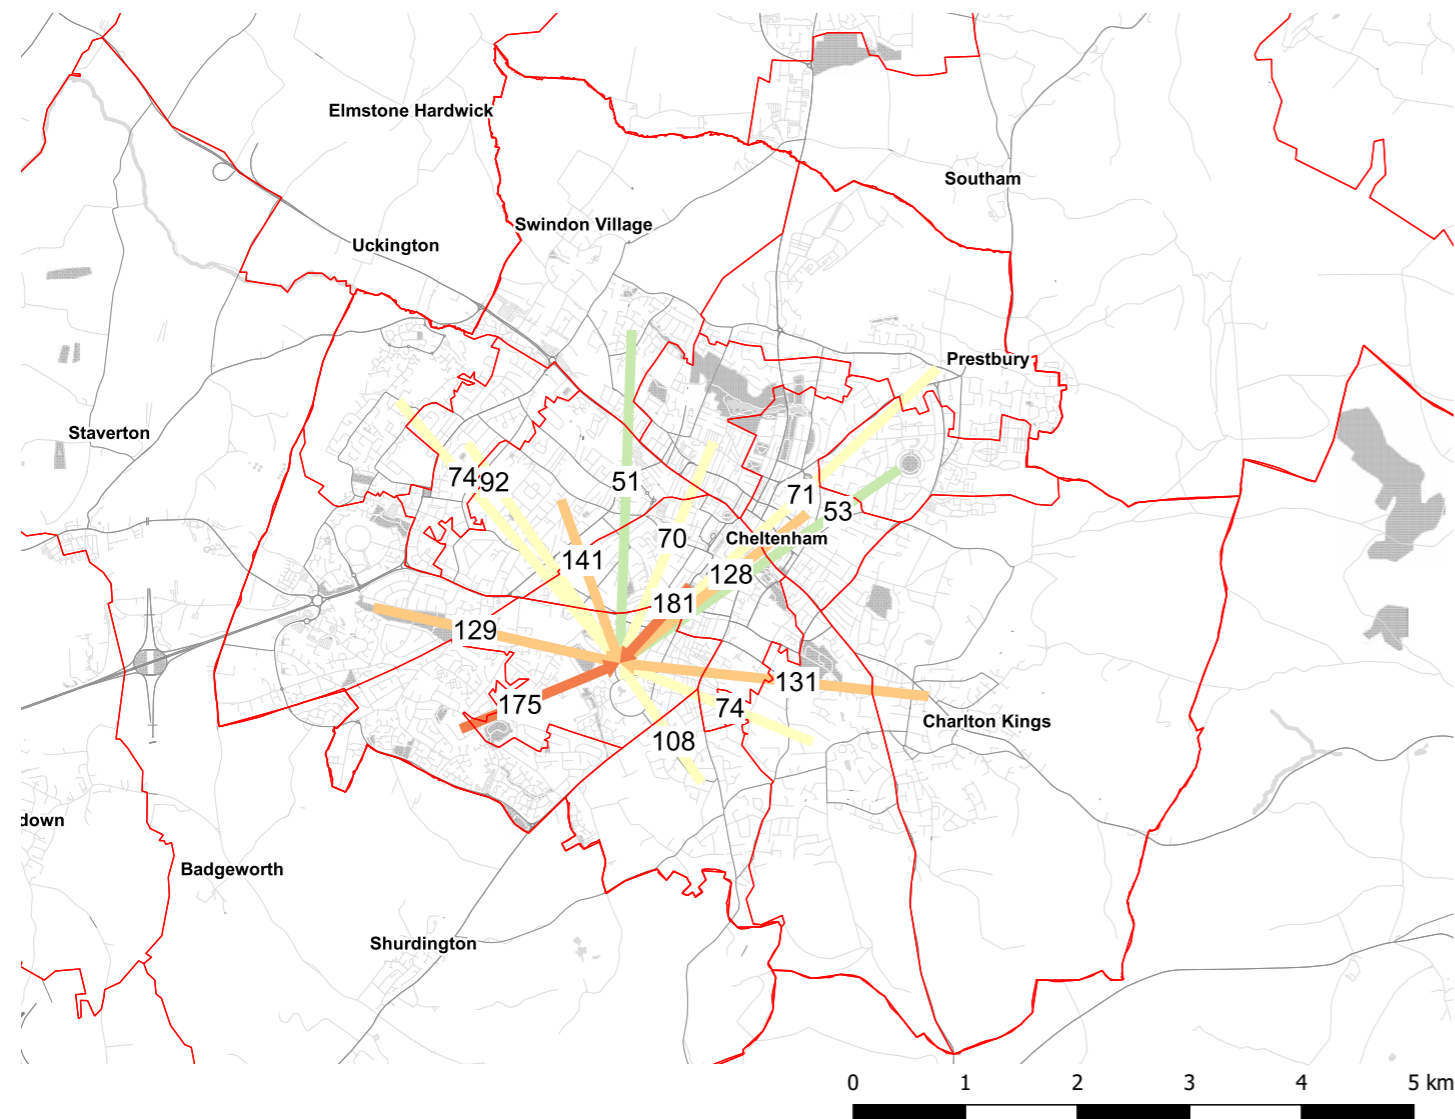 Elmstone Hardwick
Southam
Swindon Village
Uckington
Prestbury
Staverton
74
92
51
71
53
70
Cheltenham
141
128
181
129
131
175
74
Charlton Kings
108
down
Badgeworth
Shurdington
0 1 2 3 4 5 km